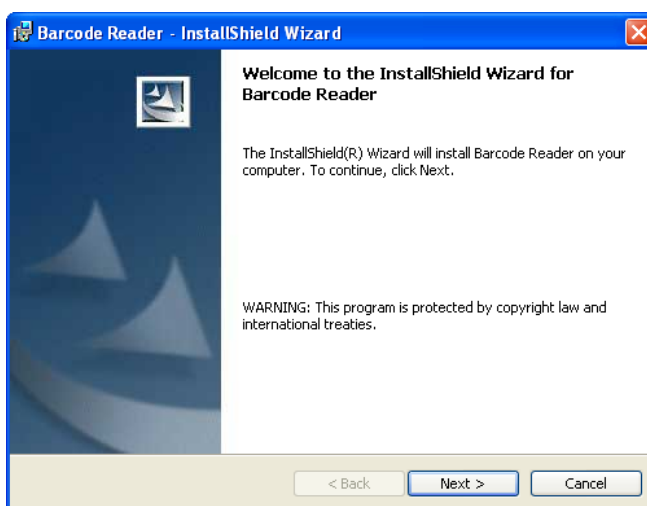 Barcode Reader - InstallShield Wizard
Welcome to the InstallShield Wizard for
Barcode Reader
The InstallShield(R) Wizard will install Barcode Reader on your
computer. To continue, click Next.
WARNING: This program is protected by copyright law and
international treaties.
< Back Next > Cancel